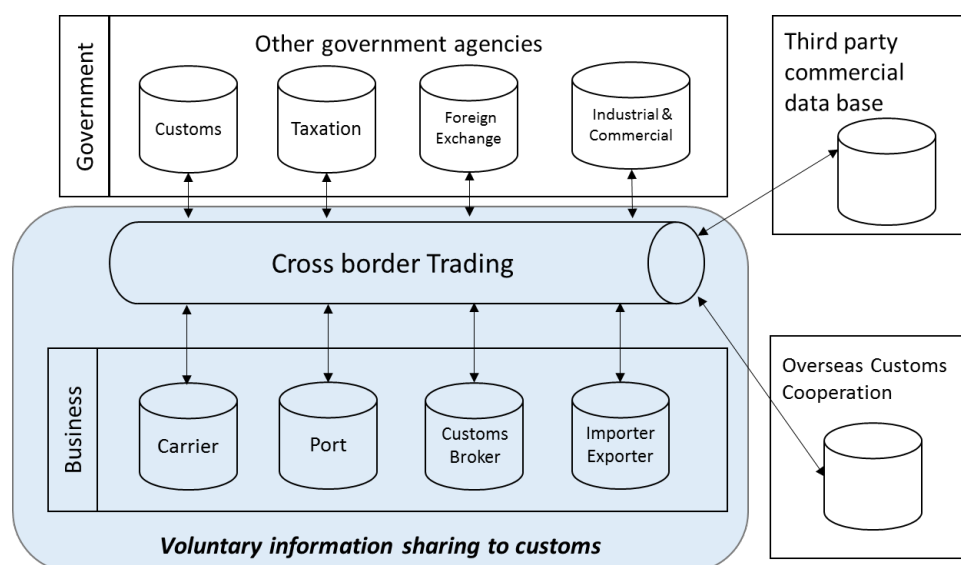 Government
Other government agencies
Customs
Taxation
Foreign
Exchange
Industrial &
Commercial
Third party
commercial
data base
Cross border Trading
Business
Carrier
Port
Customs
Broker
Importer
Exporter
Overseas Customs
Cooperation
Voluntary information sharing to customs